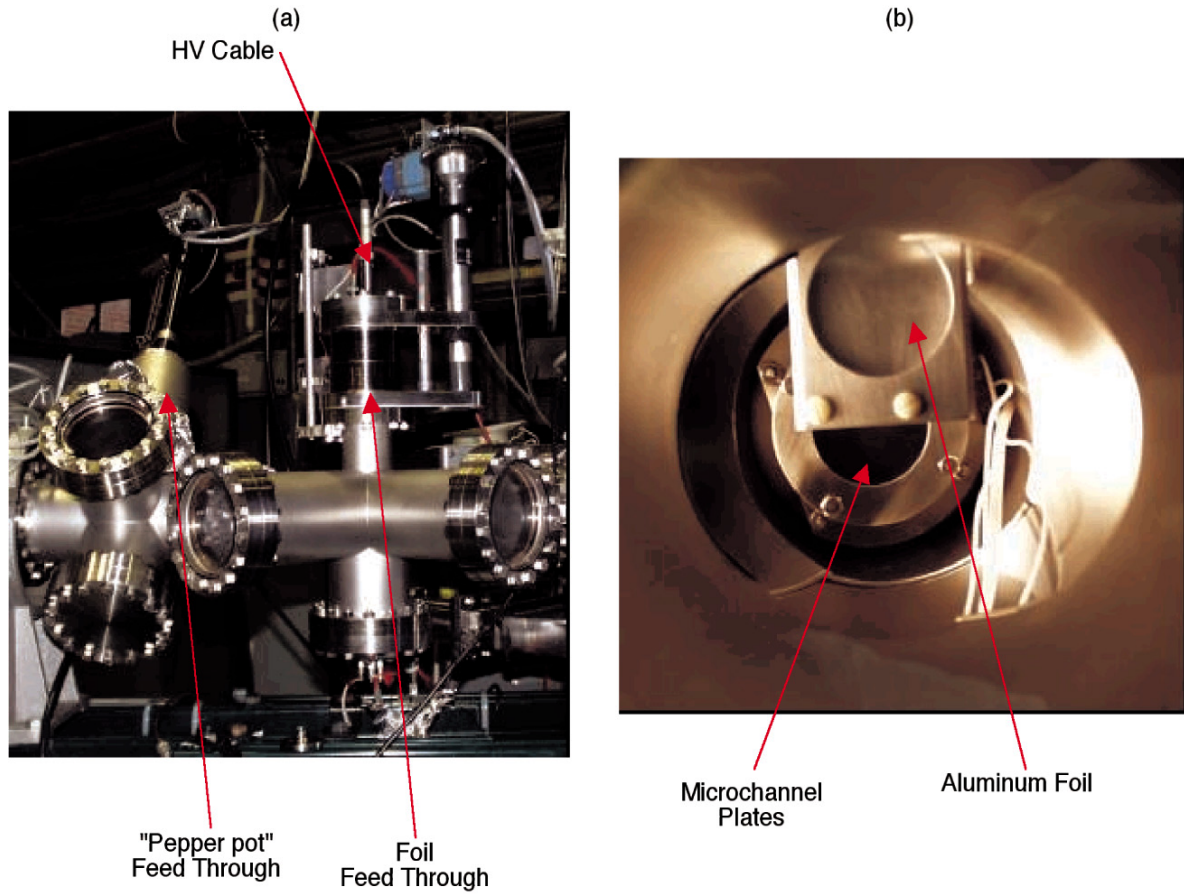 (a)
(b)
HV Cable
Microchannel
Plates
Aluminum Foil
"Pepper pot"
Feed Through
Foil
Feed Through